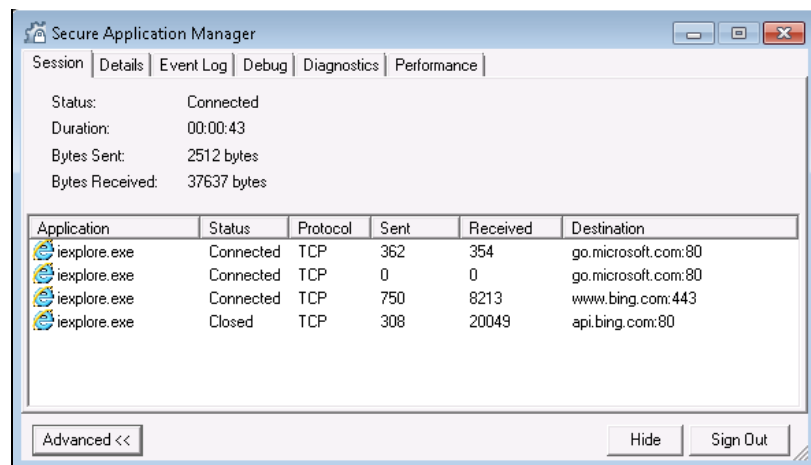 Secure Application Manager
Session Details Event Log Debug Diagnostics Performance
Status: Connected
Duration: 00:00:43
Bytes Sent: 2512 bytes
Bytes Received: 37637 bytes
Application Status Protocol Sent Received Destination
iexplore.exe Connected TCP 362 354 go.microsoft.com:80
iexplore.exe Connected TCP 0 0 go.microsoft.com:80
iexplore.exe Connected TCP 750 8213 www.bing.com:443
iexplore.exe Closed TCP 308 20049 api.bing.com:80
Advanced << Hide Sign Out